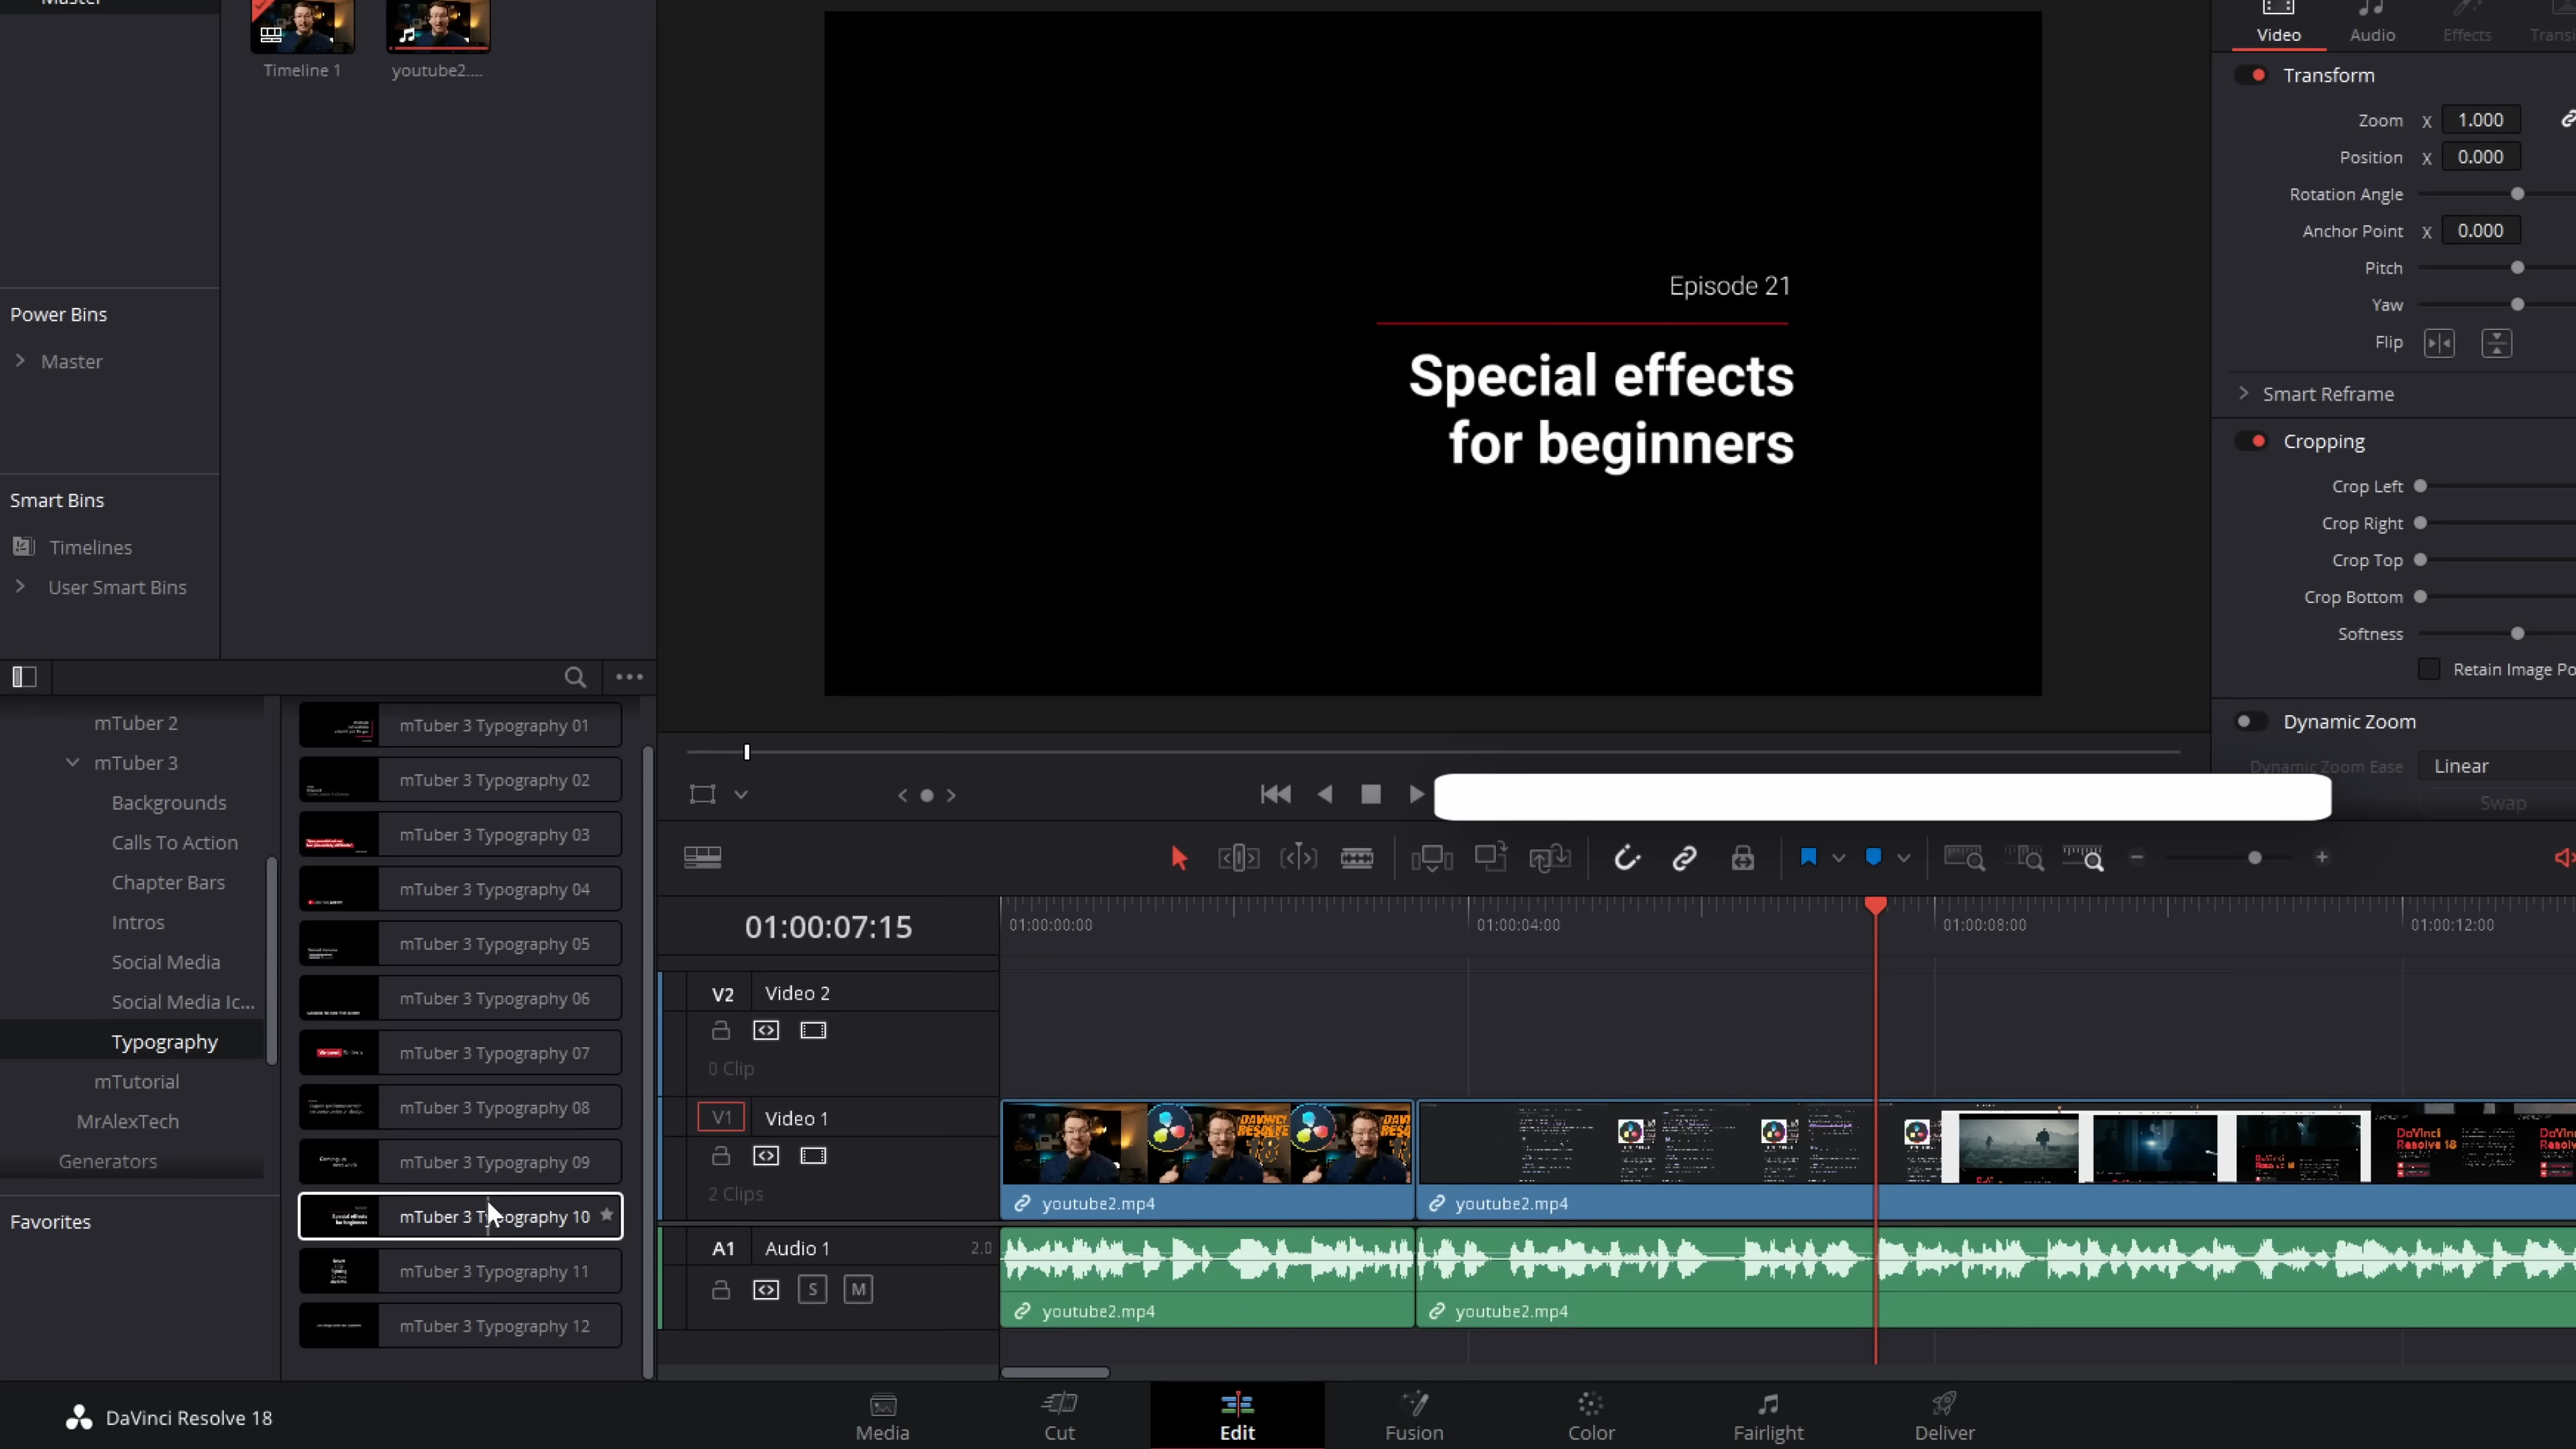 Master
Timeline 1
youtube2....
Power Bins
Master
Smart Bins
Timelines
User Smart Bins
Episode 21
Special effects
for beginners
Video
Audio
Effects
Transi
Transform
Zoom X 1.000
Position X 0.000
Rotation Angle
Anchor Point X 0.000
Pitch
Yaw
Flip
Smart Reframe
Cropping
Crop Left
Crop Right
Crop Top
Crop Bottom
Softness
Retain Image Po
Dynamic Zoom
Dynamic Zoom Ease Linear
Swap
mTuber 2
mTuber 3
Backgrounds
Calls To Action
Chapter Bars
Intros
Social Media
Social Media Ic...
Typography
mTutorial
MrAlexTech
Generators
Favorites
mTuber 3 Typography 01
mTuber 3 Typography 02
mTuber 3 Typography 03
mTuber 3 Typography 04
mTuber 3 Typography 05
mTuber 3 Typography 06
mTuber 3 Typography 07
mTuber 3 Typography 08
mTuber 3 Typography 09
mTuber 3 Typography 10
mTuber 3 Typography 11
mTuber 3 Typography 12
01:00:07:15
01:00:00:00
01:00:04:00
01:00:08:00
01:00:12:00
V2 Video 2
0 Clip
V1 Video 1
2 Clips
DAVINCI
RESOLVE
18
DaVinci
Resolve 18
youtube2.mp4
youtube2.mp4
A1 Audio 1 2.0
S M
youtube2.mp4
youtube2.mp4
DaVinci Resolve 18
Media
Cut
Edit
Fusion
Color
Fairlight
Deliver